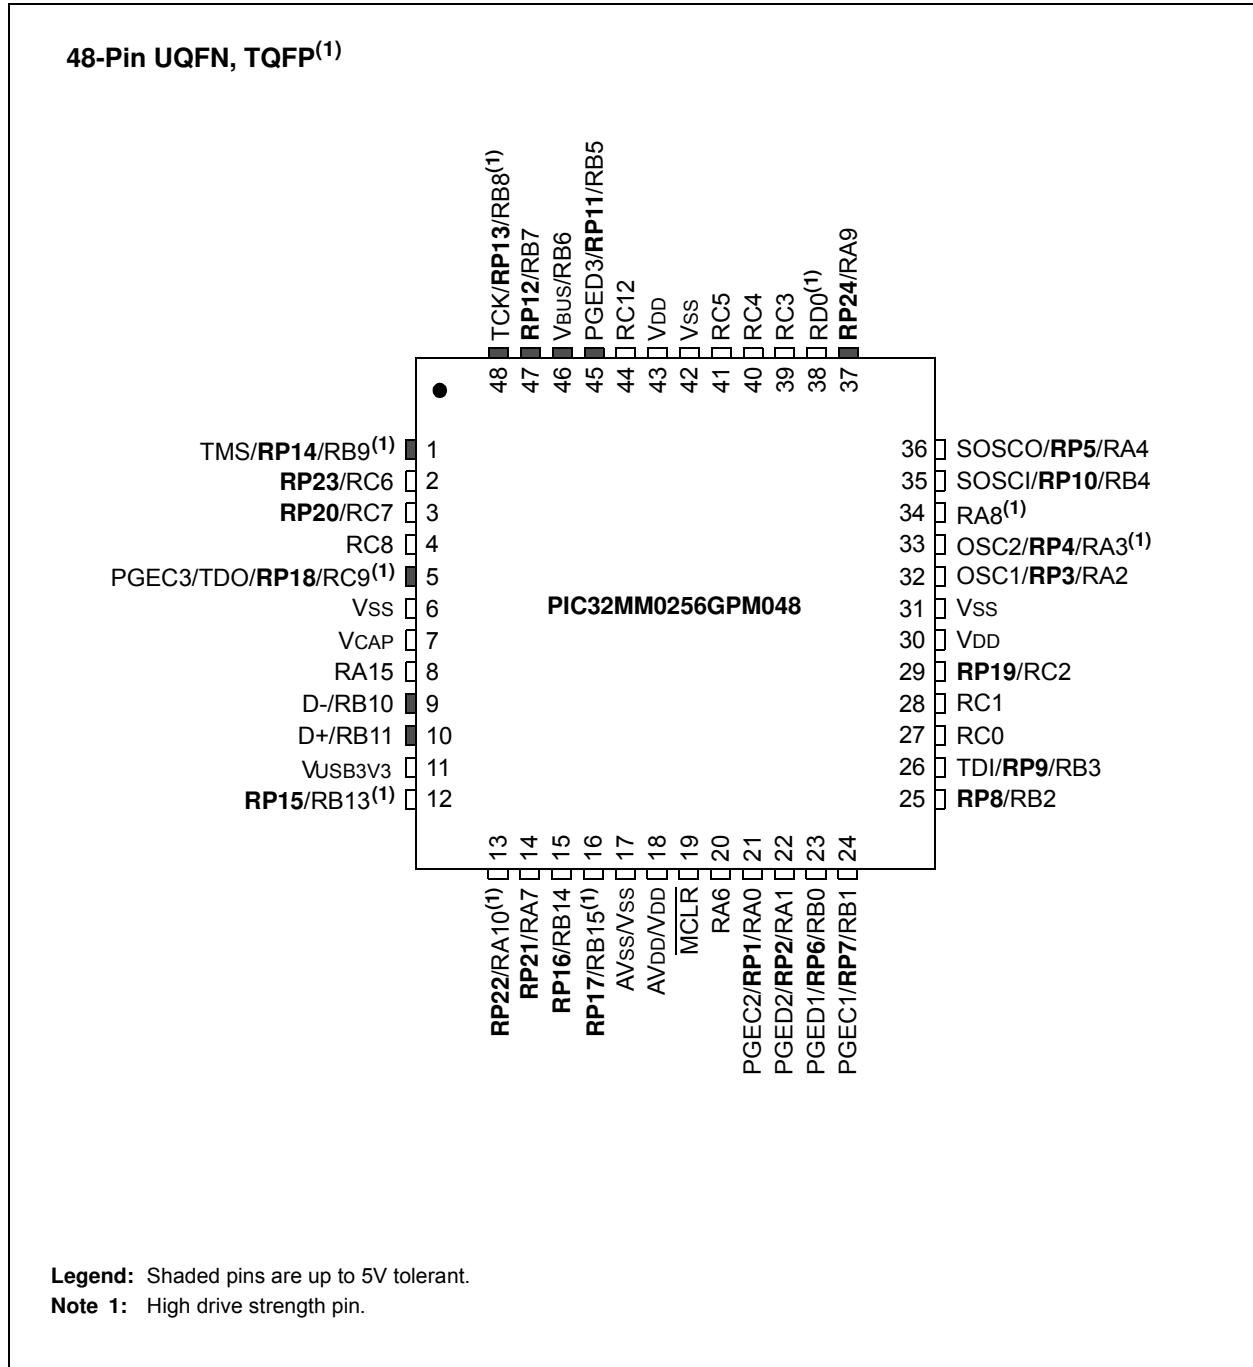 48-Pin UQFN, TQFP(1)
TCK/RP13/RB8(1)
RP12/RB7
VBUS/RB6
PGED3/RP11/RB5
RC12
VDD
VSS
RC5
RC4
RC3
RD0(1)
RP24/RA9
48
47
46
45
44
43
42
41
40
39
38
37
TMS/RP14/RB9(1) 1
RP23/RC6 2
RP20/RC7 3
RC8 4
PGEC3/TDO/RP18/RC9(1) 5
VSS 6
VCAP 7
RA15 8
D-/RB10 9
D+/RB11 10
VUSB3V3 11
RP15/RB13(1) 12
PIC32MM0256GPM048
36 SOSCO/RP5/RA4
35 SOSCI/RP10/RB4
34 RA8(1)
33 OSC2/RP4/RA3(1)
32 OSC1/RP3/RA2
31 VSS
30 VDD
29 RP19/RC2
28 RC1
27 RC0
26 TDI/RP9/RB3
25 RP8/RB2
13
14
15
16
17
18
19
20
21
22
23
24
RP22/RA10(1)
RP21/RA7
RP16/RB14
RP17/RB15(1)
AVSS/VSS
AVDD/VDD
MCLR
RA6
PGEC2/RP1/RA0
PGED2/RP2/RA1
PGED1/RP6/RB0
PGEC1/RP7/RB1
Legend: Shaded pins are up to 5V tolerant.
Note 1: High drive strength pin.